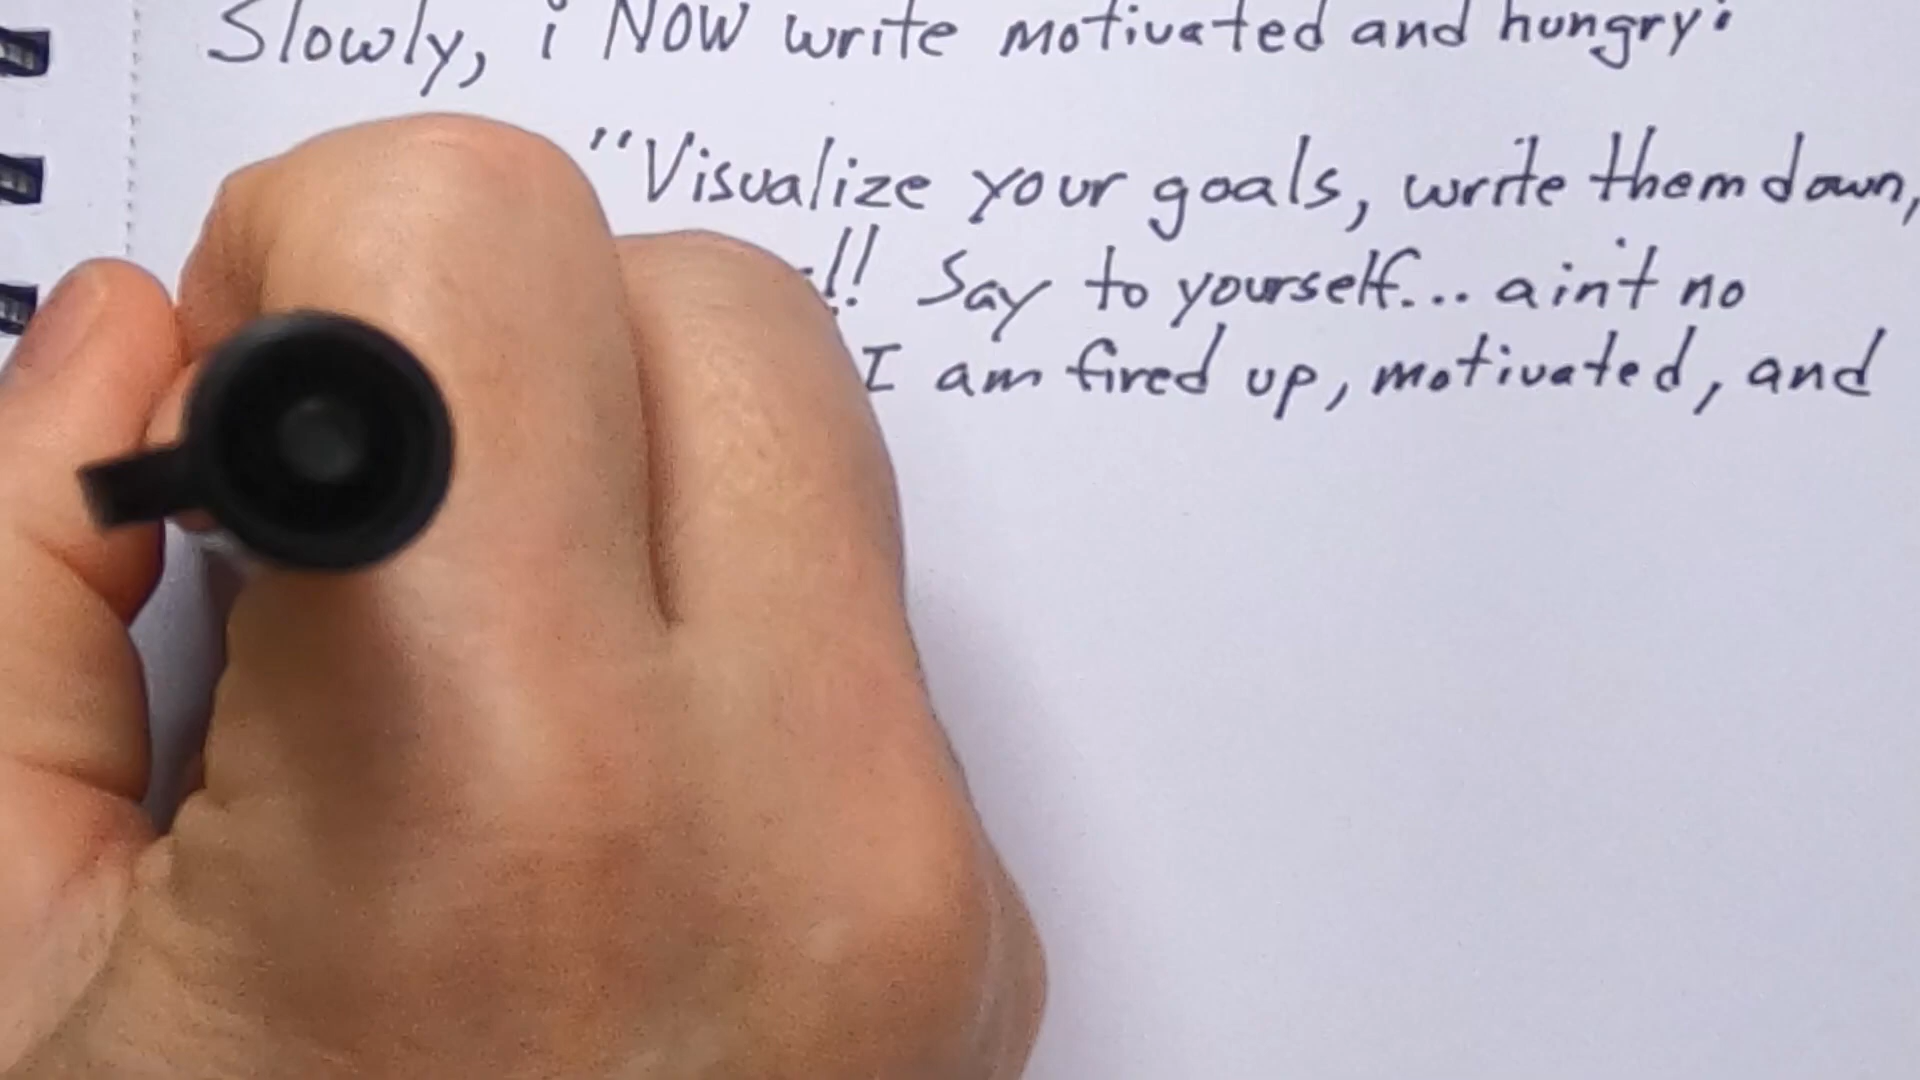 Slowly, i NOW write motivated and hungry:
"Visualize your goals, write them down,
!! Say to yourself... ain't no
I am fired up, motivated, and